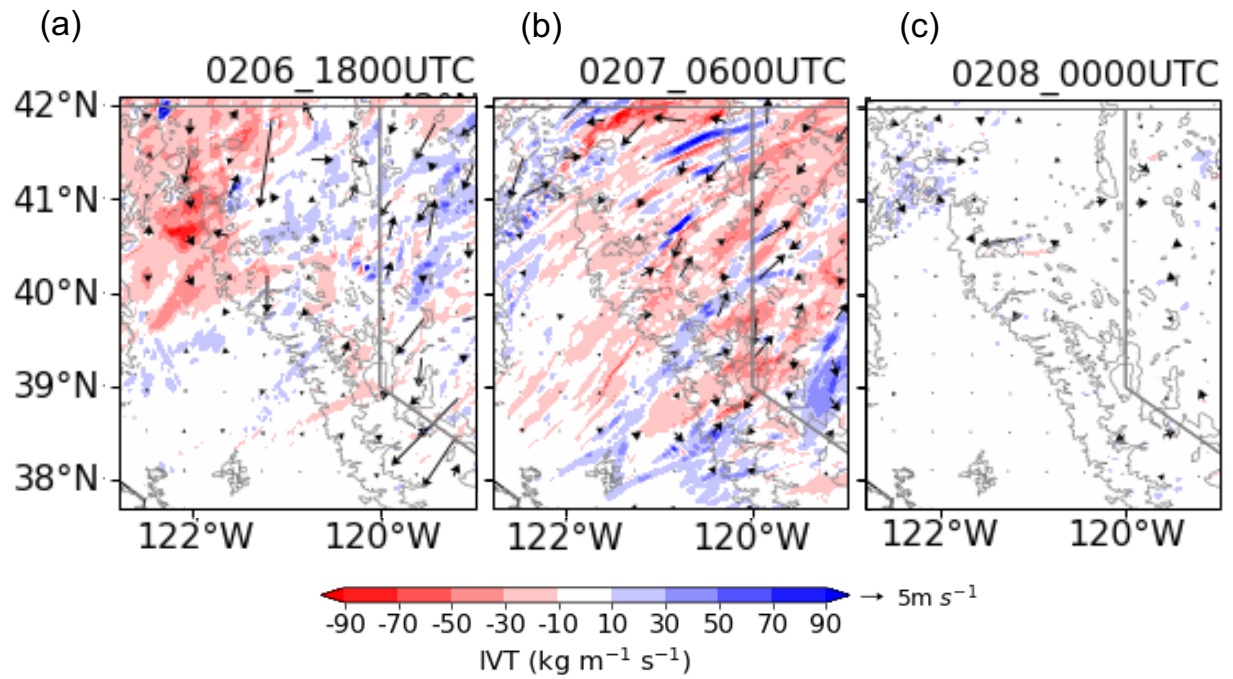 (a) (b) (c)
0206_1800UTC 0207_0600UTC 0208_0000UTC
42°N
41°N
40°N
39°N
38°N
122°W 120°W 122°W 120°W 122°W 120°W
5m s⁻¹
-90 -70 -50 -30 -10 10 30 50 70 90
IVT (kg m⁻¹ s⁻¹)